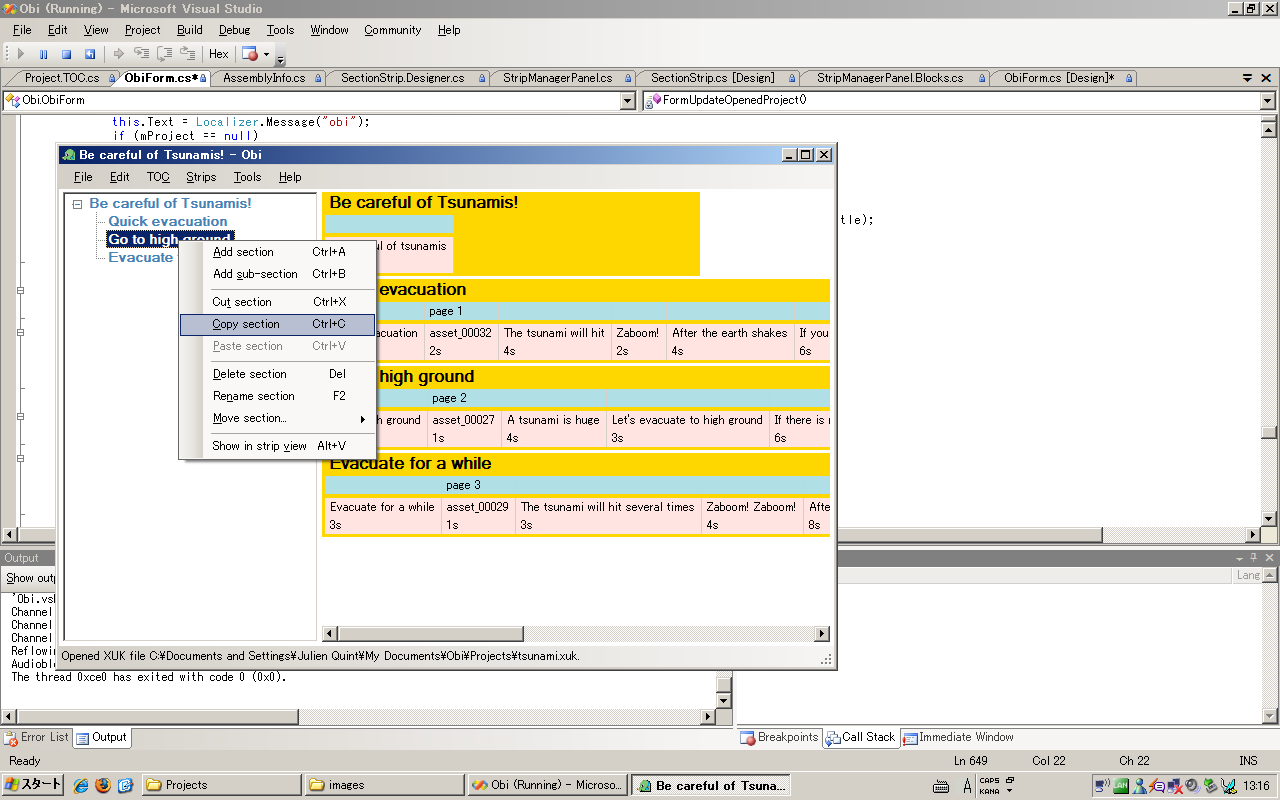 Obi (Running) - Microsoft Visual Studio
File Edit View Project Build Debug Tools Window Community Help
Hex
Project.TOC.cs ObiForm.cs* AssemblyInfo.cs SectionStrip.Designer.cs StripManagerPanel.cs SectionStrip.cs [Design] StripManagerPanel.Blocks.cs ObiForm.cs [Design]*
Obi.ObiForm FormUpdateOpenedProject()
this.Text = Localizer.Message("obi");
if (mProject == null)
tle);
Be careful of Tsunamis! - Obi
File Edit TOC Strips Tools Help
Be careful of Tsunamis!
Quick evacuation
Go to high ground
Evacuate
Add section Ctrl+A
Add sub-section Ctrl+B
Cut section Ctrl+X
Copy section Ctrl+C
Paste section Ctrl+V
Delete section Del
Rename section F2
Move section...
Show in strip view Alt+V
Be careful of Tsunamis!
ul of tsunamis
evacuation
page 1
cuation asset_00032 The tsunami will hit Zaboom! After the earth shakes If you
2s 4s 2s 4s 6s
high ground
page 2
h ground asset_00027 A tsunami is huge Let's evacuate to high ground If there is
1s 4s 3s 6s
Evacuate for a while
page 3
Evacuate for a while asset_00029 The tsunami will hit several times Zaboom! Zaboom! Afte
3s 1s 3s 4s 8s
Opened XUK file C:¥Documents and Settings¥Julien Quint¥My Documents¥Obi¥Projects¥tsunami.xuk.
Output
Show outp
Lang
'Obi.vsh
Channel
Channel
Channel
Reflowin
Audioblo
The thread 0xce0 has exited with code 0 (0x0).
Error List Output Breakpoints Call Stack Immediate Window
Ready Ln 649 Col 22 Ch 22 INS
スタート Projects images Obi (Running) - Microso... Be careful of Tsuna... A CAPS KANA 13:16